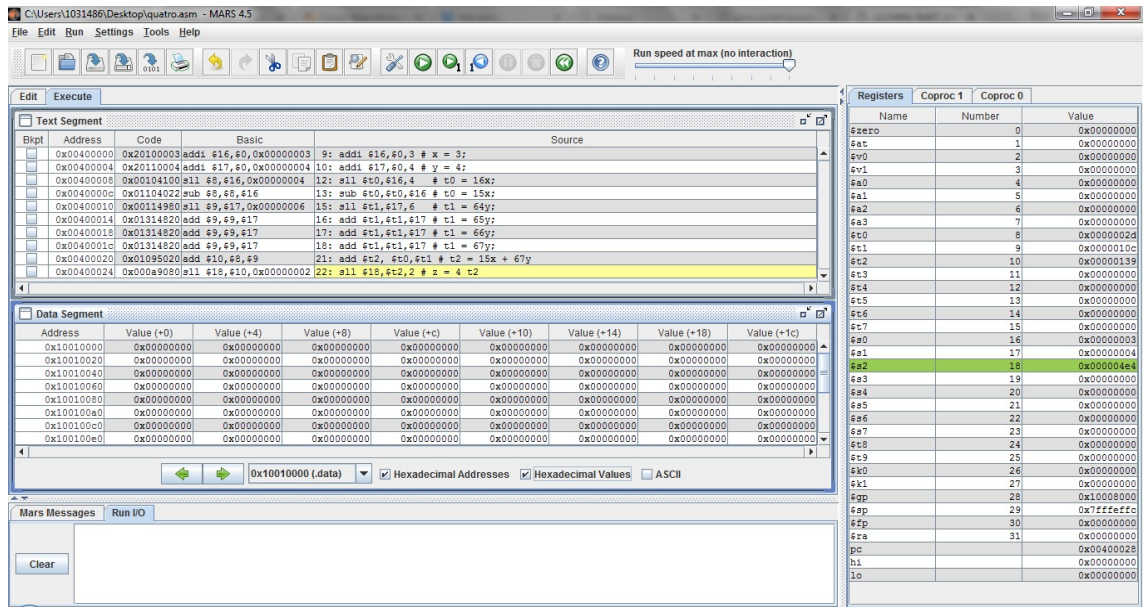 C:\Users\1031486\Desktop\quatro.asm - MARS 4.5
File Edit Run Settings Tools Help
Run speed at max (no interaction)
Edit Execute
Text Segment
Bkpt Address Code Basic Source
0x00400000 0x20100003 addi $16,$0,0x00000003 9: addi $16,$0,3 # x = 3;
0x00400004 0x20110004 addi $17,$0,0x00000004 10: addi $17,$0,4 # y = 4;
0x00400008 0x00104100 sll $8,$16,0x00000004 12: sll $t0,$16,4 # t0 = 16x;
0x0040000c 0x01104022 sub $8,$8,$16 13: sub $t0,$t0,$16 # t0 = 15x;
0x00400010 0x00114980 sll $9,$17,0x00000006 15: sll $t1,$17,6 # t1 = 64y;
0x00400014 0x01314820 add $9,$9,$17 16: add $t1,$t1,$17 # t1 = 65y;
0x00400018 0x01314820 add $9,$9,$17 17: add $t1,$t1,$17 # t1 = 66y;
0x0040001c 0x01314820 add $9,$9,$17 18: add $t1,$t1,$17 # t1 = 67y;
0x00400020 0x01095020 add $10,$8,$9 21: add $t2, $t0,$t1 # t2 = 15x + 67y
0x00400024 0x000a9080 sll $18,$10,0x00000002 22: sll $18,$t2,2 # z = 4 t2
Data Segment
Address Value (+0) Value (+4) Value (+8) Value (+c) Value (+10) Value (+14) Value (+18) Value (+1c)
0x10010000 0x00000000 0x00000000 0x00000000 0x00000000 0x00000000 0x00000000 0x00000000 0x00000000
0x10010020 0x00000000 0x00000000 0x00000000 0x00000000 0x00000000 0x00000000 0x00000000 0x00000000
0x10010040 0x00000000 0x00000000 0x00000000 0x00000000 0x00000000 0x00000000 0x00000000 0x00000000
0x10010060 0x00000000 0x00000000 0x00000000 0x00000000 0x00000000 0x00000000 0x00000000 0x00000000
0x10010080 0x00000000 0x00000000 0x00000000 0x00000000 0x00000000 0x00000000 0x00000000 0x00000000
0x100100a0 0x00000000 0x00000000 0x00000000 0x00000000 0x00000000 0x00000000 0x00000000 0x00000000
0x100100c0 0x00000000 0x00000000 0x00000000 0x00000000 0x00000000 0x00000000 0x00000000 0x00000000
0x100100e0 0x00000000 0x00000000 0x00000000 0x00000000 0x00000000 0x00000000 0x00000000 0x00000000
0x10010000 (.data) Hexadecimal Addresses Hexadecimal Values ASCII
Mars Messages Run I/O
Clear
Registers Coproc 1 Coproc 0
Name Number Value
$zero 0 0x00000000
$at 1 0x00000000
$v0 2 0x00000000
$v1 3 0x00000000
$a0 4 0x00000000
$a1 5 0x00000000
$a2 6 0x00000000
$a3 7 0x00000000
$t0 8 0x0000002d
$t1 9 0x0000010c
$t2 10 0x00000139
$t3 11 0x00000000
$t4 12 0x00000000
$t5 13 0x00000000
$t6 14 0x00000000
$t7 15 0x00000000
$s0 16 0x00000003
$s1 17 0x00000004
$s2 18 0x000004e4
$s3 19 0x00000000
$s4 20 0x00000000
$s5 21 0x00000000
$s6 22 0x00000000
$s7 23 0x00000000
$t8 24 0x00000000
$t9 25 0x00000000
$k0 26 0x00000000
$k1 27 0x00000000
$gp 28 0x10008000
$sp 29 0x7fffeffc
$fp 30 0x00000000
$ra 31 0x00000000
pc 0x00400028
hi 0x00000000
lo 0x00000000